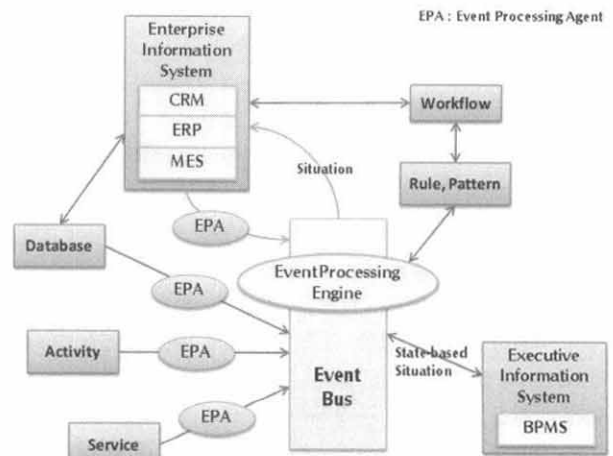 EPA : Event Processing Agent
Enterprise
Information
System
CRM
ERP
MES
Workflow
Situation
Rule, Pattern
EPA
Database
EventProcessing
Engine
EPA
Activity
EPA
Event
Bus
State-based
Situation
Executive
Information
System
BPMS
EPA
Service